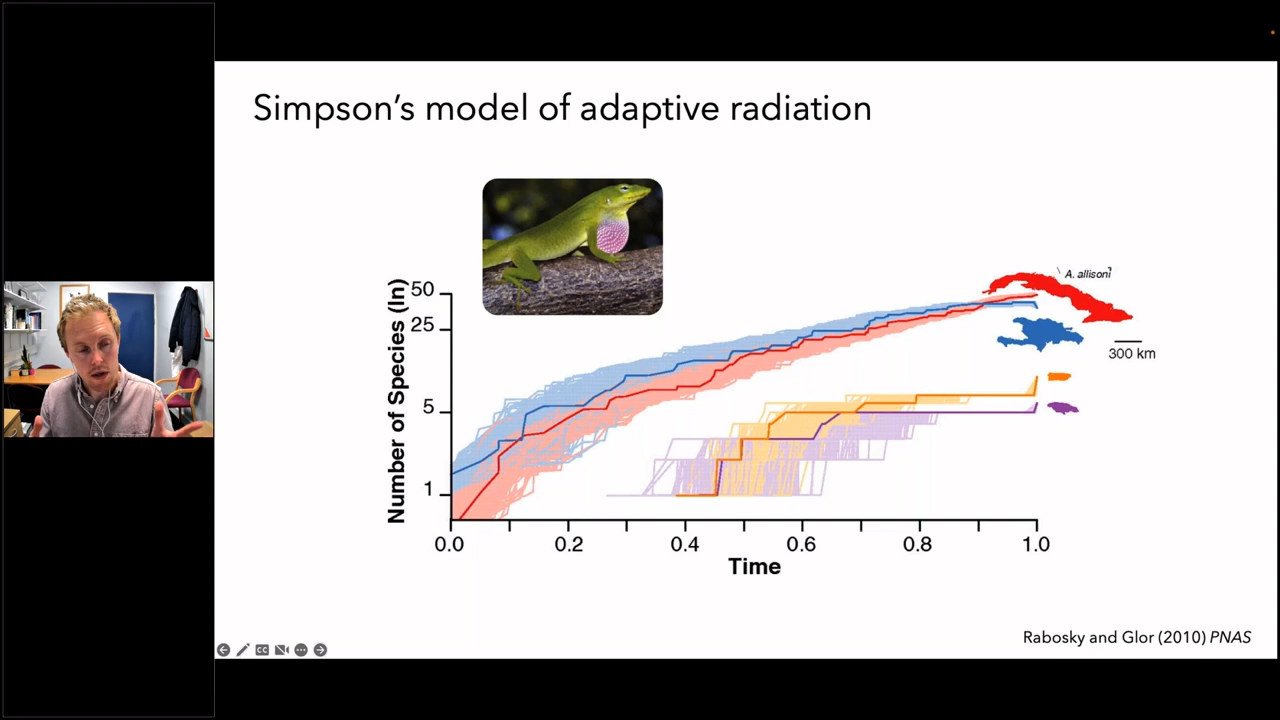 Simpson's model of adaptive radiation
A. allisoni
300 km
Number of Species (ln)
50
25
5
1
0.0 0.2 0.4 0.6 0.8 1.0
Time
Rabosky and Glor (2010) PNAS
CC